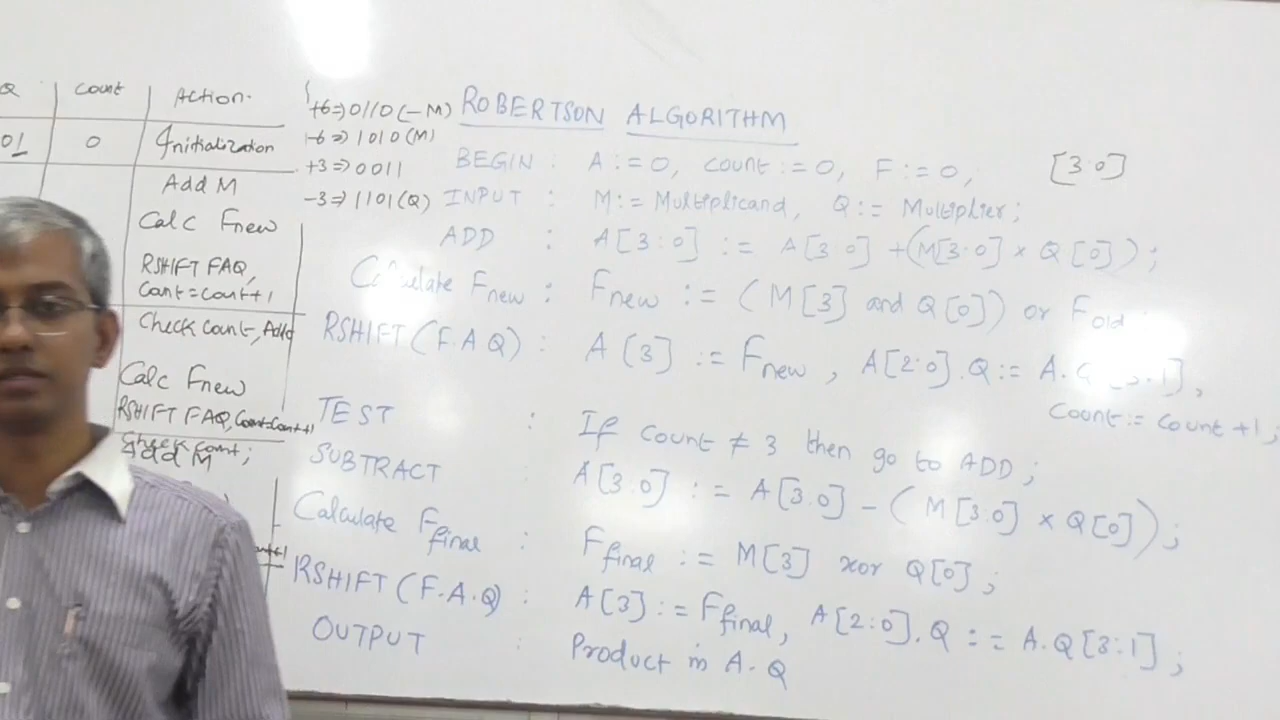 Q count Action
01 0 Initialization
Add M
Calc Fnew
RSHIFT FAQ,
Count=count+1
Check count, Add
Calc Fnew
RSHIFT FAQ, Count=Count+1
Check count;
Add M
+6 => 0110 (-M)
-6 => 1010 (M)
+3 => 0011
-3 => 1101 (Q)
ROBERTSON ALGORITHM
BEGIN : A := 0, count := 0, F := 0, [3:0]
INPUT : M := Multiplicand, Q := Multiplier;
ADD : A[3:0] := A[3:0] + (M[3:0] × Q[0]);
Calculate Fnew : Fnew := (M[3] and Q[0]) or Fold
RSHIFT (F.A.Q) : A[3] := Fnew, A[2:0].Q := A.
Count := Count +1;
TEST : If count ≠ 3 then go to ADD;
SUBTRACT : A[3:0] := A[3:0] - (M[3:0] × Q[0]);
Calculate Ffinal : Ffinal := M[3] xor Q[0];
RSHIFT (F.A.Q) : A[3] := Ffinal, A[2:0].Q := A.Q[3:1];
OUTPUT : Product in A.Q